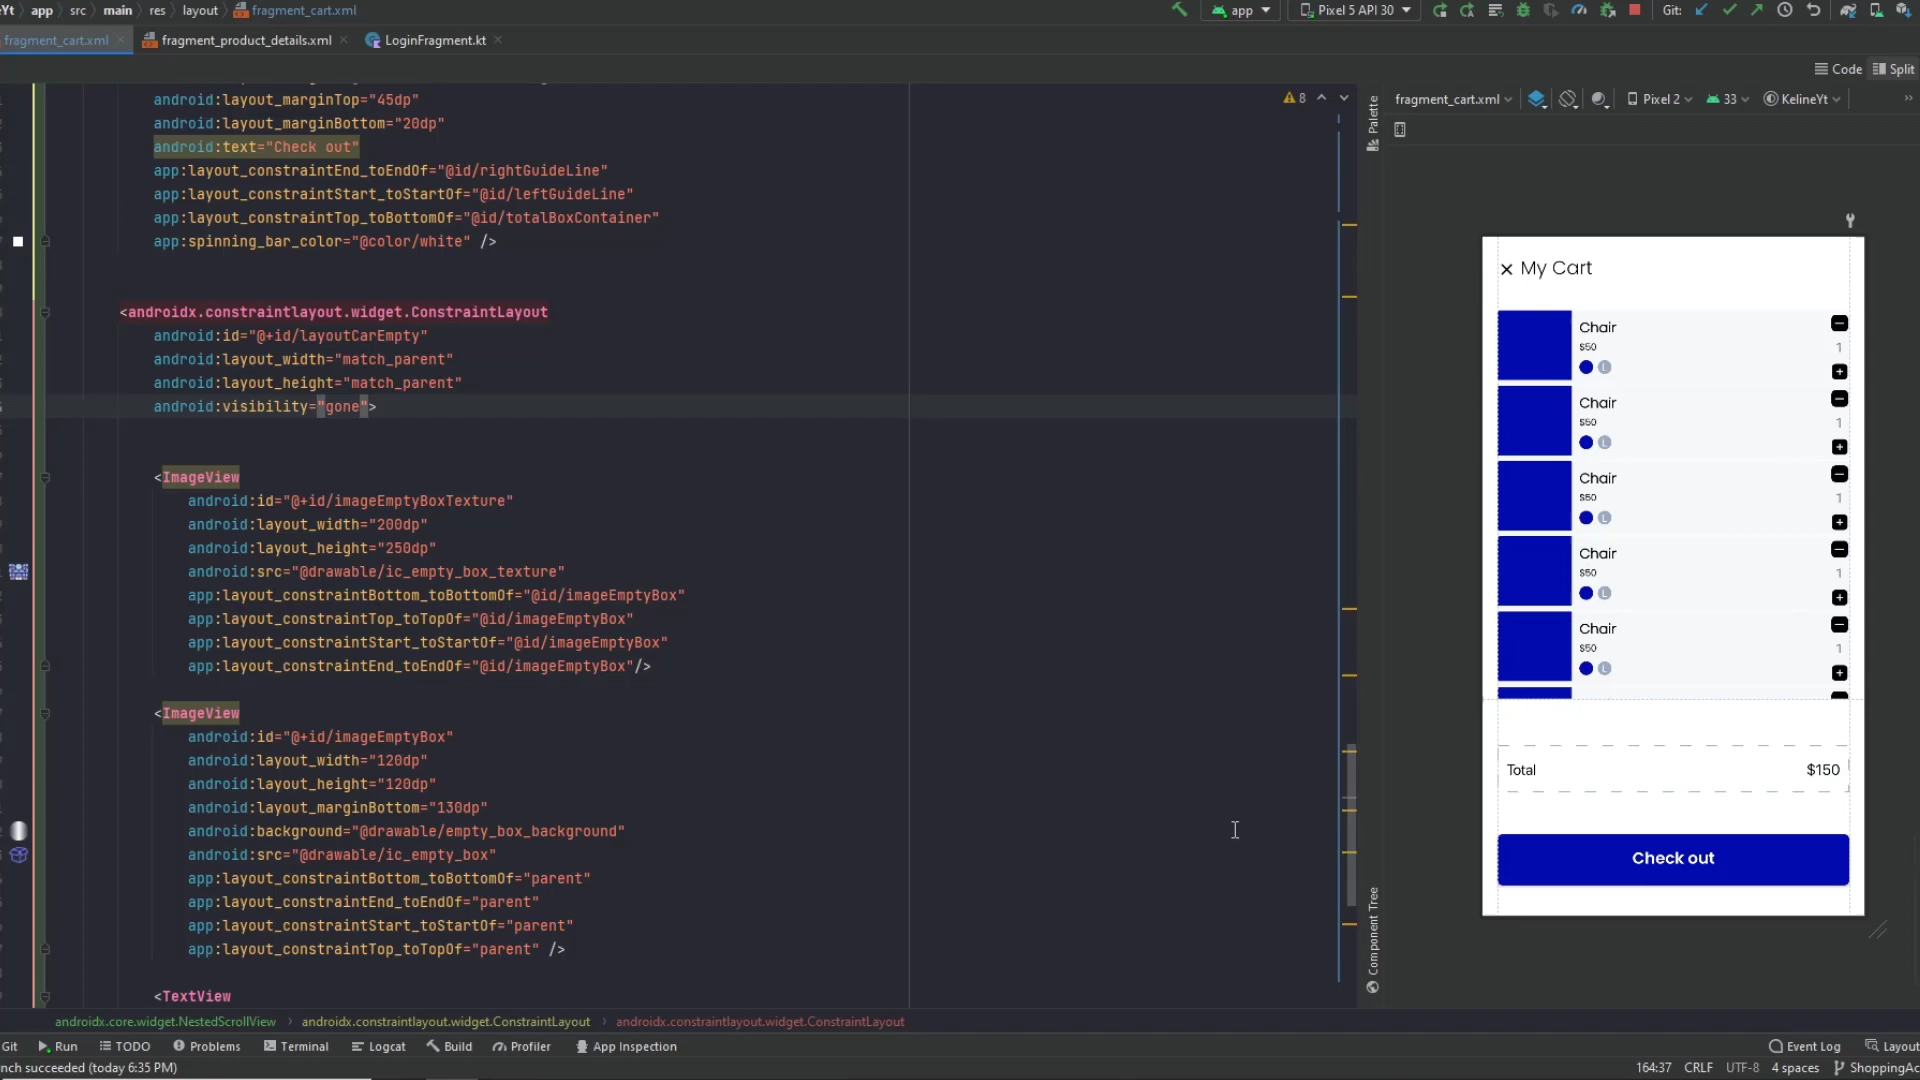 eYt › app › src › main › res › layout › fragment_cart.xml
app
Pixel 5 API 30
Git:
fragment_cart.xml
fragment_product_details.xml
LoginFragment.kt
Code
Split
android:layout_marginTop="45dp"
android:layout_marginBottom="20dp"
android:text="Check out"
app:layout_constraintEnd_toEndOf="@id/rightGuideLine"
app:layout_constraintStart_toStartOf="@id/leftGuideLine"
app:layout_constraintTop_toBottomOf="@id/totalBoxContainer"
app:spinning_bar_color="@color/white" />
<androidx.constraintlayout.widget.ConstraintLayout
android:id="@+id/layoutCarEmpty"
android:layout_width="match_parent"
android:layout_height="match_parent"
android:visibility="gone">
<ImageView
android:id="@+id/imageEmptyBoxTexture"
android:layout_width="200dp"
android:layout_height="250dp"
android:src="@drawable/ic_empty_box_texture"
app:layout_constraintBottom_toBottomOf="@id/imageEmptyBox"
app:layout_constraintTop_toTopOf="@id/imageEmptyBox"
app:layout_constraintStart_toStartOf="@id/imageEmptyBox"
app:layout_constraintEnd_toEndOf="@id/imageEmptyBox"/>
<ImageView
android:id="@+id/imageEmptyBox"
android:layout_width="120dp"
android:layout_height="120dp"
android:layout_marginBottom="130dp"
android:background="@drawable/empty_box_background"
android:src="@drawable/ic_empty_box"
app:layout_constraintBottom_toBottomOf="parent"
app:layout_constraintEnd_toEndOf="parent"
app:layout_constraintStart_toStartOf="parent"
app:layout_constraintTop_toTopOf="parent" />
<TextView
8
Palette
Component Tree
fragment_cart.xml
Pixel 2
33
KelineYt
My Cart
Chair
$50
L
1
Chair
$50
L
1
Chair
$50
L
1
Chair
$50
L
1
Chair
$50
L
1
Total
$150
Check out
androidx.core.widget.NestedScrollView › androidx.constraintlayout.widget.ConstraintLayout › androidx.constraintlayout.widget.ConstraintLayout
Git
Run
TODO
Problems
Terminal
Logcat
Build
Profiler
App Inspection
Event Log
Layout
nch succeeded (today 6:35 PM)
164:37
CRLF
UTF-8
4 spaces
ShoppingAc